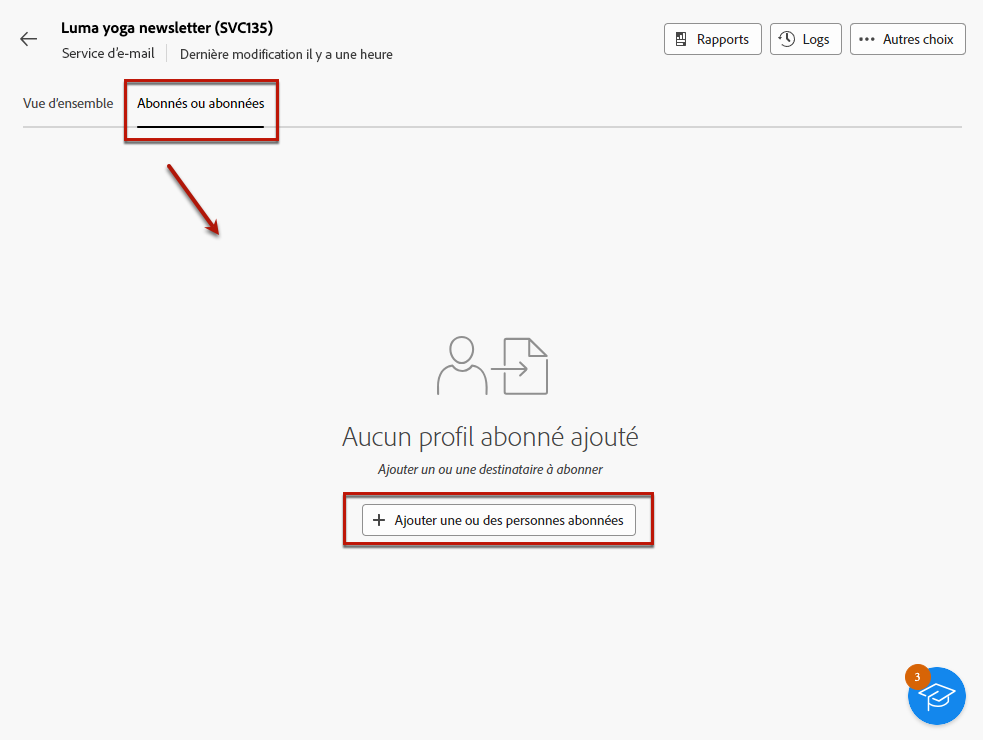 Luma yoga newsletter (SVC135)
Service d'e-mail
Dernière modification il y a une heure
Rapports
Logs
Autres choix
Vue d'ensemble
Abonnés ou abonnées
Aucun profil abonné ajouté
Ajouter un ou une destinataire à abonner
Ajouter une ou des personnes abonnées
3